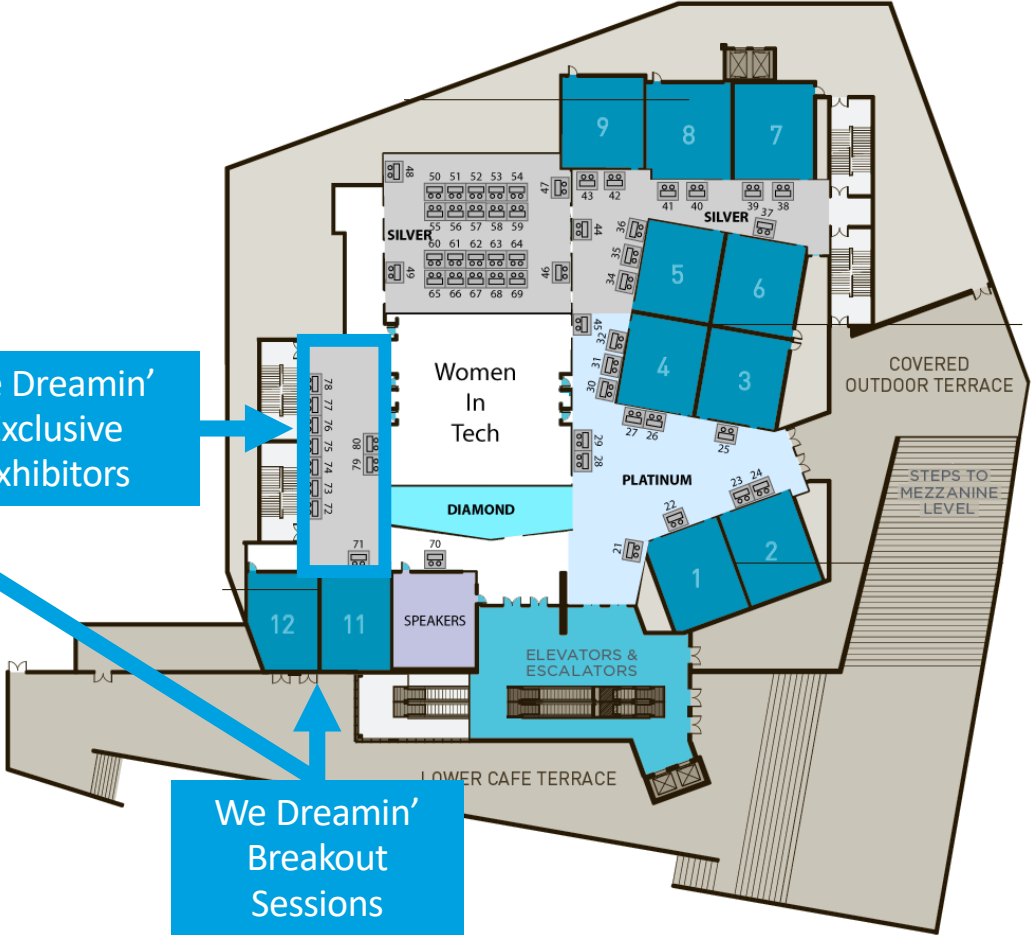 9
8
7
48
50 51 52 53 54
47
43 42
41 40
39 38
SILVER
37
55 56 57 58 59
SILVER
44
36
60 61 62 63 64
35
5
6
49
46
34
65 66 67 68 69
45
32
Women
In
Tech
31
4
3
30
COVERED
OUTDOOR TERRACE
e Dreamin’
xclusive
xhibitors
78
77
76
75
74
73
72
80
79
27 26
25
29
28
PLATINUM
STEPS TO
MEZZANINE
LEVEL
23 24
22
DIAMOND
21
71
70
1
2
12
11
SPEAKERS
ELEVATORS &
ESCALATORS
LOWER CAFE TERRACE
We Dreamin’
Breakout
Sessions